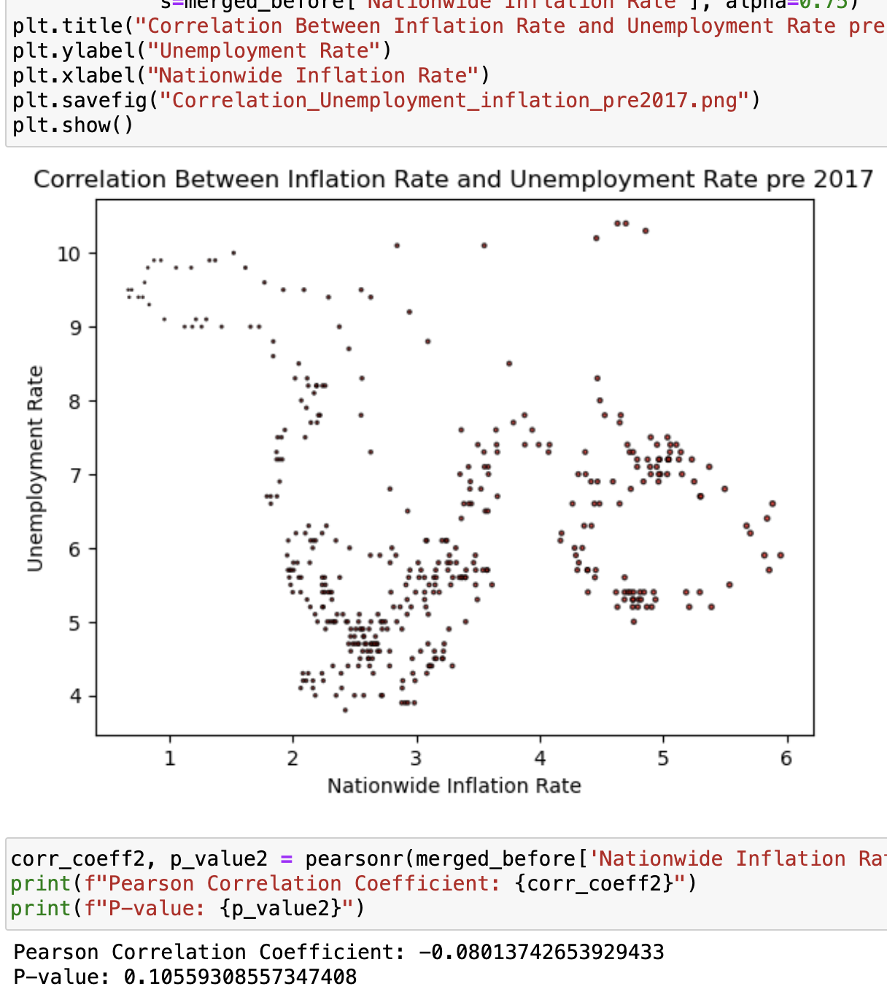 s=merged_before['Nationwide Inflation Rate'], alpha=0.75)
plt.title("Correlation Between Inflation Rate and Unemployment Rate pre
plt.ylabel("Unemployment Rate")
plt.xlabel("Nationwide Inflation Rate")
plt.savefig("Correlation_Unemployment_inflation_pre2017.png")
plt.show()
Correlation Between Inflation Rate and Unemployment Rate pre 2017
10
9
8
7
6
5
4
Unemployment Rate
1 2 3 4 5 6
Nationwide Inflation Rate
corr_coeff2, p_value2 = pearsonr(merged_before['Nationwide Inflation Ra
print(f"Pearson Correlation Coefficient: {corr_coeff2}")
print(f"P-value: {p_value2}")
Pearson Correlation Coefficient: -0.08013742653929433
P-value: 0.10559308557347408